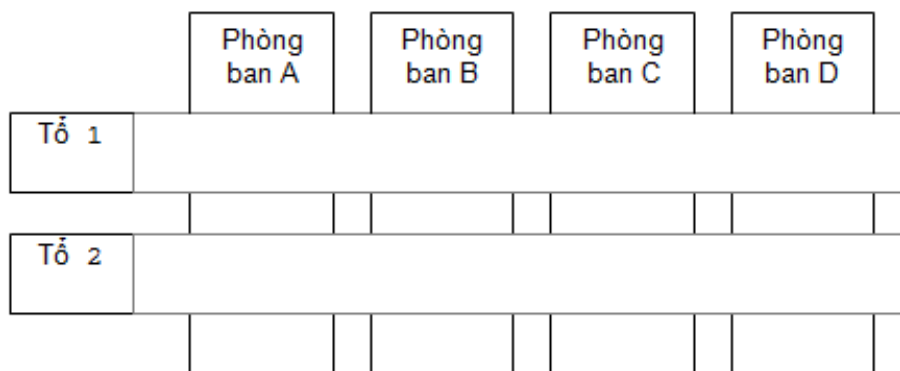 Phòng
ban A
Phòng
ban B
Phòng
ban C
Phòng
ban D
Tổ 1
Tổ 2